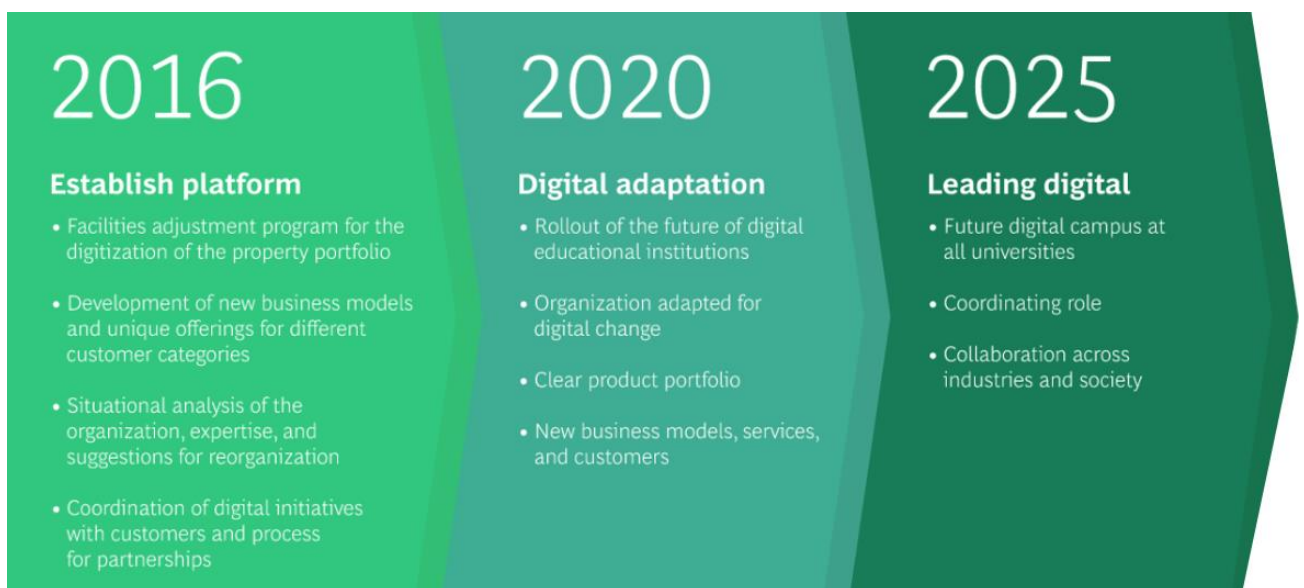 2016
Establish platform
• Facilities adjustment program for the
digitization of the property portfolio
• Development of new business models
and unique offerings for different
customer categories
• Situational analysis of the
organization, expertise, and
suggestions for reorganization
• Coordination of digital initiatives
with customers and process
for partnerships
2020
Digital adaptation
• Rollout of the future of digital
educational institutions
• Organization adapted for
digital change
• Clear product portfolio
• New business models, services,
and customers
2025
Leading digital
• Future digital campus at
all universities
• Coordinating role
• Collaboration across
industries and society